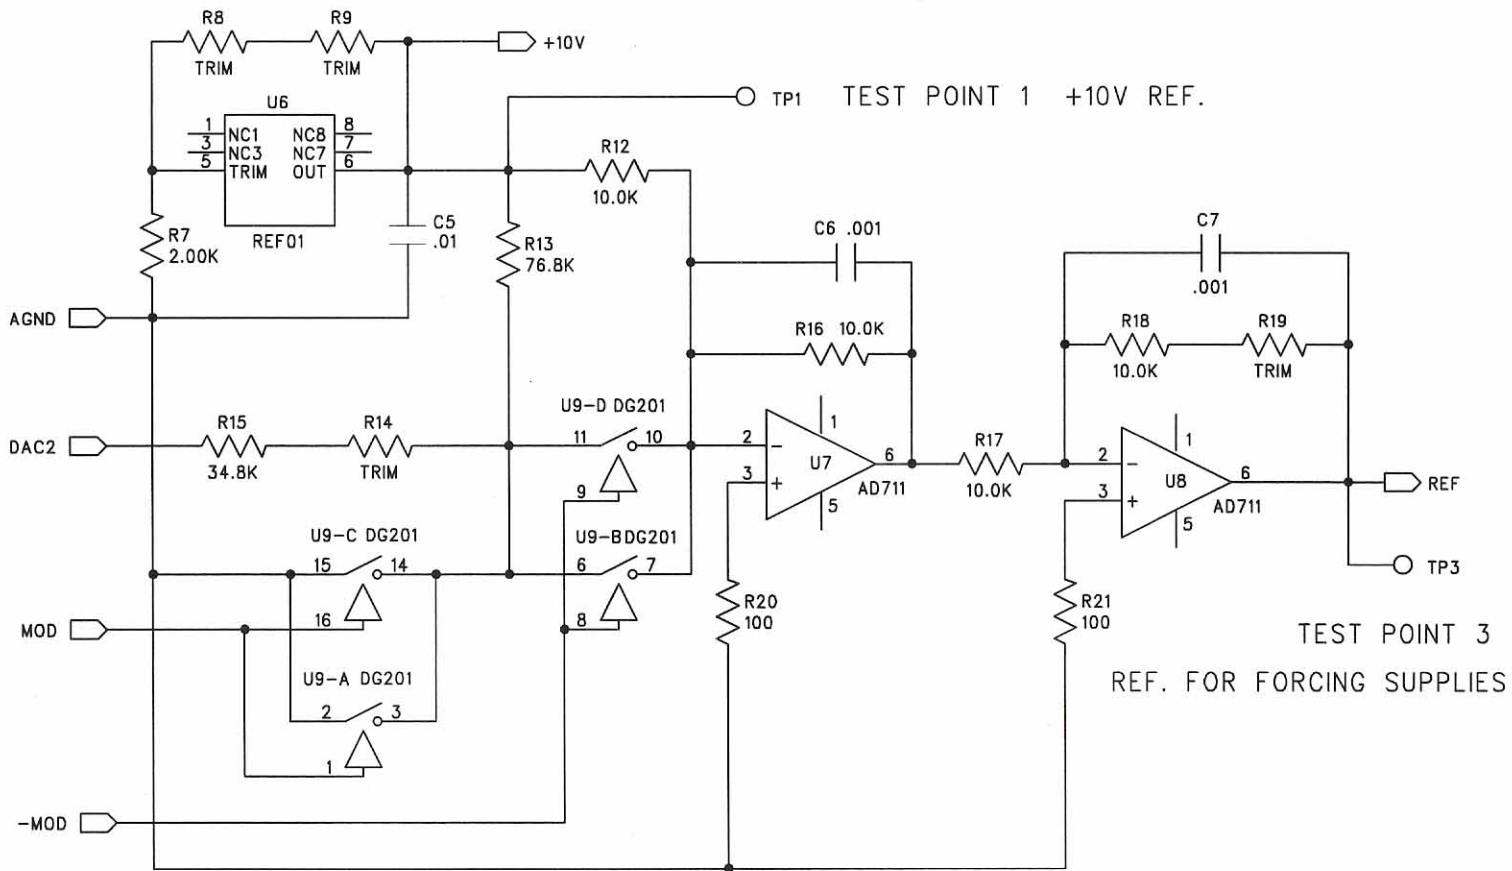 R8 R9
TRIM TRIM
+10V
U6
1 NC1 NC8 8
3 NC3 NC7 7
5 TRIM OUT 6
REF01
TP1 TEST POINT 1 +10V REF.
R12
10.0K
R7
2.00K
C5
.01
R13
76.8K
C6 .001
C7
.001
AGND
R16 10.0K
R18 R19
10.0K TRIM
DAC2
R15 R14
34.8K TRIM
U9-D DG201
11 10
9
2 -
3 +
U7
1
6
5
AD711
R17
10.0K
2 -
3 +
U8
1
6
5
AD711
REF
TP3
U9-C DG201
15 14
16
U9-BDG201
6 7
8
MOD
U9-A DG201
2 3
1
R20
100
R21
100
TEST POINT 3
REF. FOR FORCING SUPPLIES
-MOD